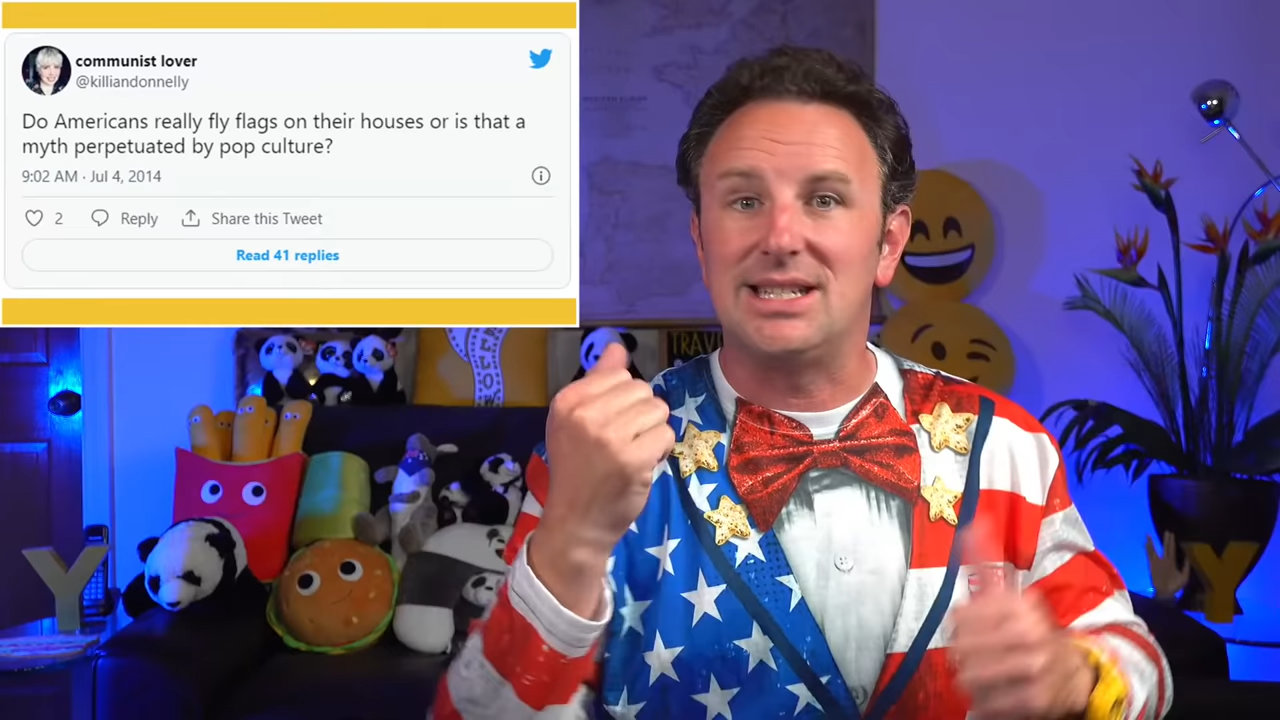 communist lover
@killiandonnelly
Do Americans really fly flags on their houses or is that a
myth perpetuated by pop culture?
9:02 AM · Jul 4, 2014
2
Reply
Share this Tweet
Read 41 replies
TRAV
Y
Y